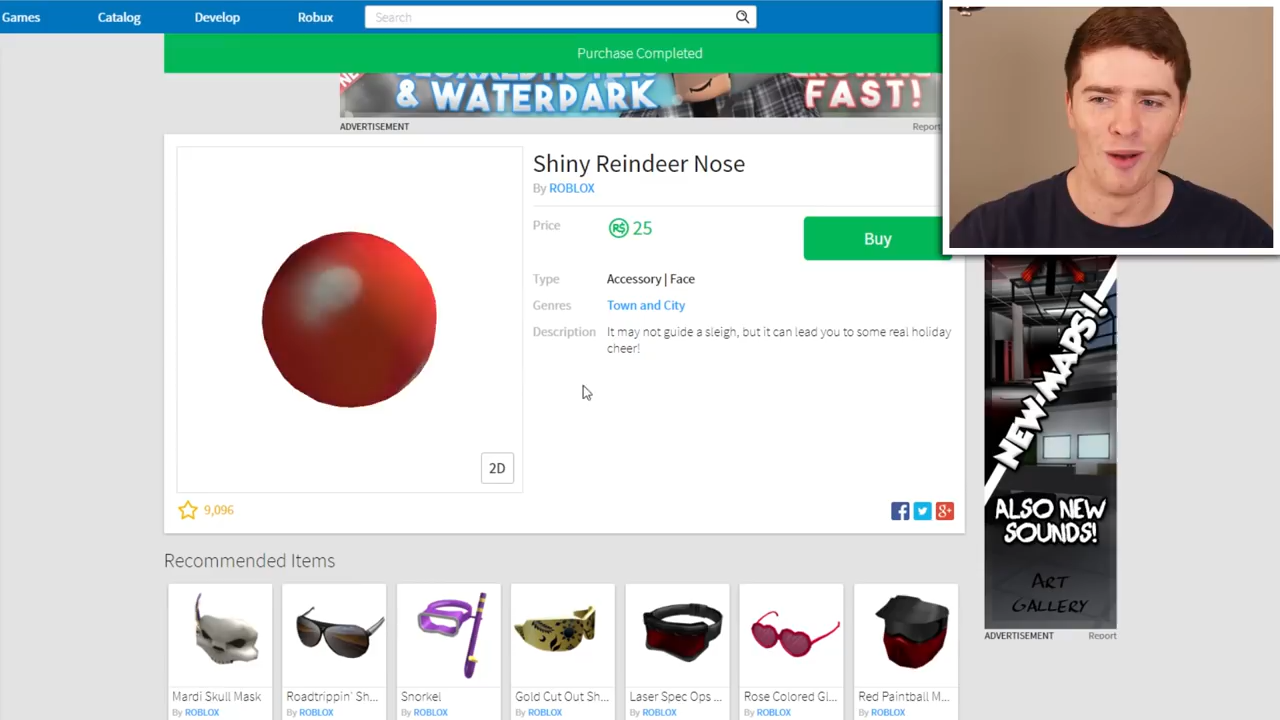 Games Catalog Develop Robux Search
Purchase Completed
& WATERPARK
FAST!
ADVERTISEMENT
Report
Shiny Reindeer Nose
By ROBLOX
Price R$ 25
Buy
Type Accessory | Face
Genres Town and City
Description It may not guide a sleigh, but it can lead you to some real holiday
cheer!
2D
9,096
NEW MAPS!!
ALSO NEW
SOUNDS!
ART
GALLERY
ADVERTISEMENT Report
Recommended Items
Mardi Skull Mask Roadtrippin` Sh... Snorkel Gold Cut Out Sh... Laser Spec Ops ... Rose Colored Gl... Red Paintball M...
By ROBLOX By ROBLOX By ROBLOX By ROBLOX By ROBLOX By ROBLOX By ROBLOX